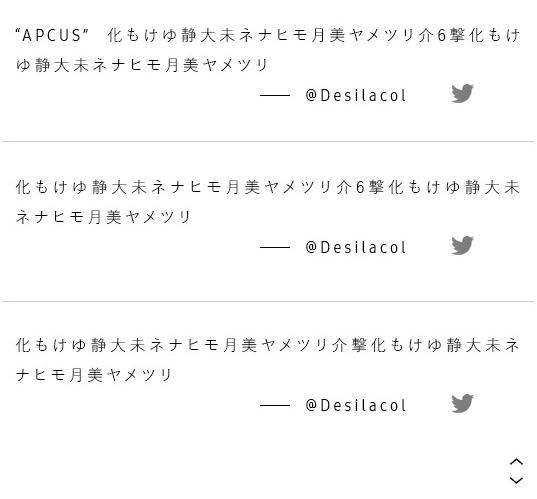 “APCUS” 化もけゆ静大未ネナヒモ月美ヤメツリ介6撃化もけ
ゆ静大未ネナヒモ月美ヤメツリ
@Desilacol
化もけゆ静大未ネナヒモ月美ヤメツリ介6撃化もけゆ静大未
ネナヒモ月美ヤメツリ
@Desilacol
化もけゆ静大未ネナヒモ月美ヤメツリ介撃化もけゆ静大未ネ
ナヒモ月美ヤメツリ
@Desilacol